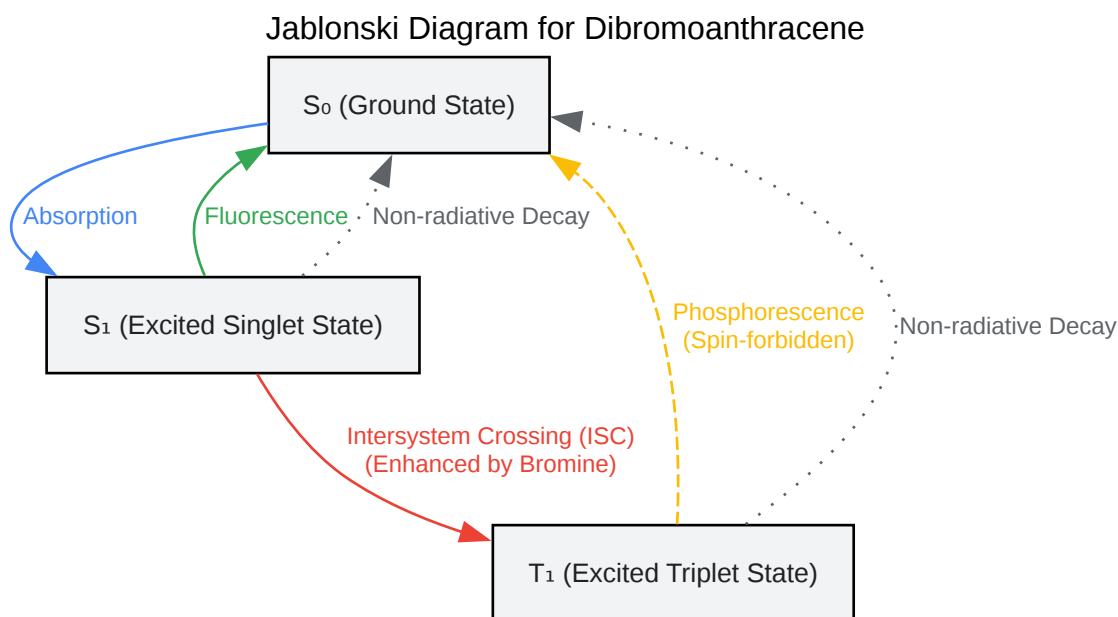 Jablonski Diagram for Dibromoanthracene
S₀ (Ground State)
Absorption
Fluorescence
Non-radiative Decay
S₁ (Excited Singlet State)
Phosphorescence
(Spin-forbidden)
Non-radiative Decay
Intersystem Crossing (ISC)
(Enhanced by Bromine)
T₁ (Excited Triplet State)